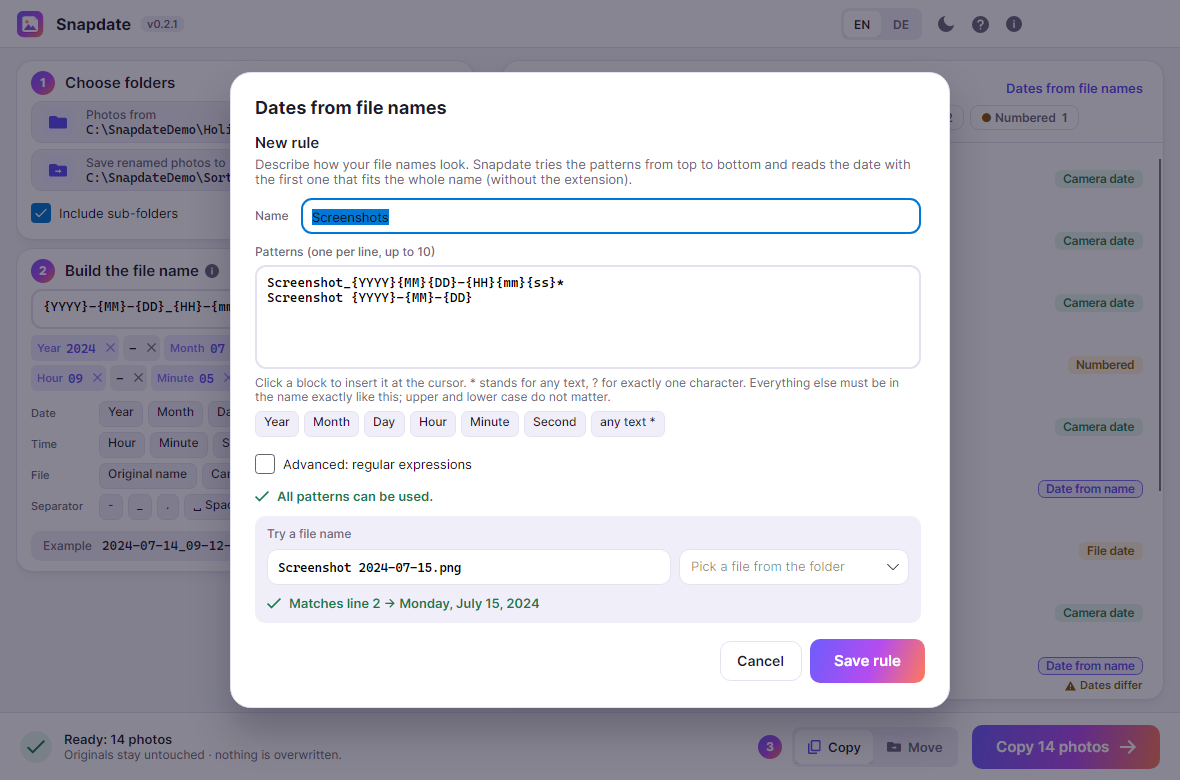 Snapdate v0.2.1
EN DE
1 Choose folders
Photos from
C:\SnapdateDemo\Holi
Save renamed photos to
C:\SnapdateDemo\Sort
Include sub-folders
2 Build the file name
{YYYY}-{MM}-{DD}_{HH}-{mm
Year 2024 - Month 07
Hour 09 - Minute 05
Date Year Month Da
Time Hour Minute S
File Original name Car
Separator - _ . Spac
Example 2024-07-14_09-12-
Dates from file names
New rule
Describe how your file names look. Snapdate tries the patterns from top to bottom and reads the date with
the first one that fits the whole name (without the extension).
Name Screenshots
Patterns (one per line, up to 10)
Screenshot_{YYYY}{MM}{DD}-{HH}{mm}{ss}*
Screenshot {YYYY}-{MM}-{DD}
Click a block to insert it at the cursor. * stands for any text, ? for exactly one character. Everything else must be in
the name exactly like this; upper and lower case do not matter.
Year Month Day Hour Minute Second any text *
Advanced: regular expressions
All patterns can be used.
Try a file name
Screenshot 2024-07-15.png Pick a file from the folder
Matches line 2 → Monday, July 15, 2024
Cancel Save rule
Dates from file names
2 Numbered 1
Camera date
Camera date
Camera date
Numbered
Camera date
Date from name
File date
Camera date
Date from name
Dates differ
Ready: 14 photos
Originals stay untouched · nothing is overwritten.
3 Copy Move Copy 14 photos →